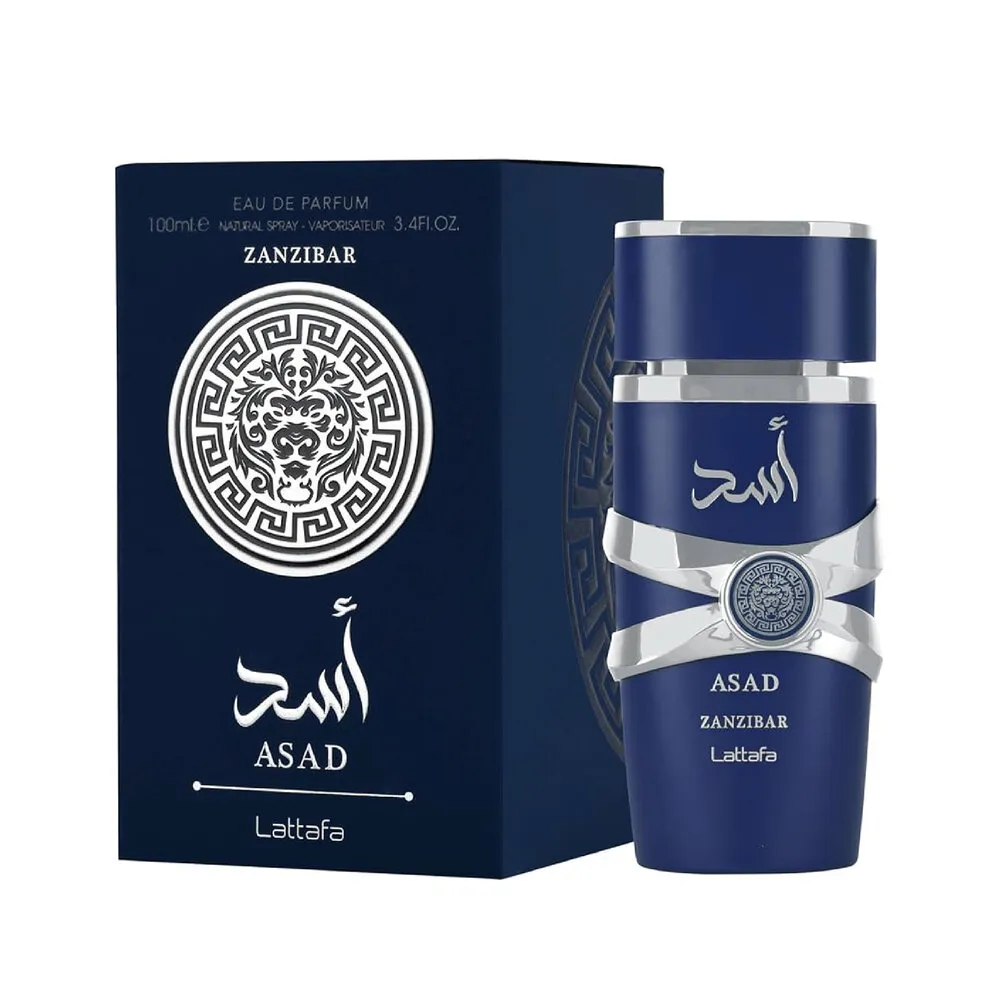 EAU DE PARFUM
100ml.e NATURAL SPRAY - VAPORISATEUR 3.4FL.OZ.
ZANZIBAR
أسد
ASAD
Lattafa
أسد
ASAD
ZANZIBAR
Lattafa